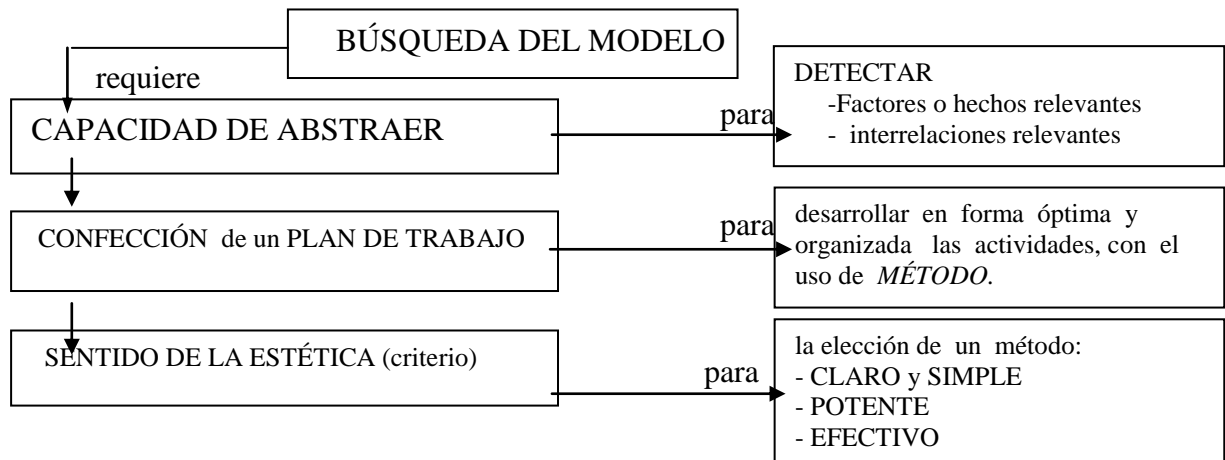 BÚSQUEDA DEL MODELO
requiere
CAPACIDAD DE ABSTRAER
para
DETECTAR
-Factores o hechos relevantes
- interrelaciones relevantes
CONFECCIÓN de un PLAN DE TRABAJO
para
desarrollar en forma óptima y
organizada las actividades, con el
uso de MÉTODO.
SENTIDO DE LA ESTÉTICA (criterio)
para
la elección de un método:
- CLARO y SIMPLE
- POTENTE
- EFECTIVO